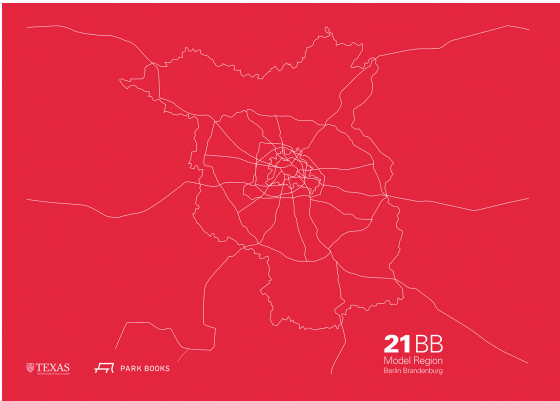 21BB
Model Region
Berlin Brandenburg
TEXAS
PARK BOOKS